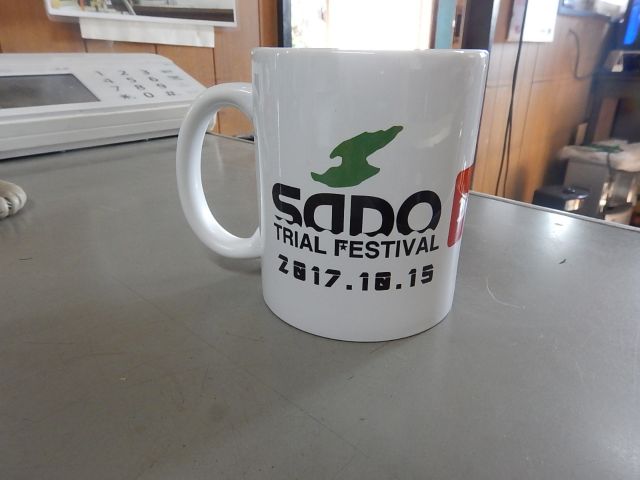 SADO
TRIAL FESTIVAL
2017.10.15